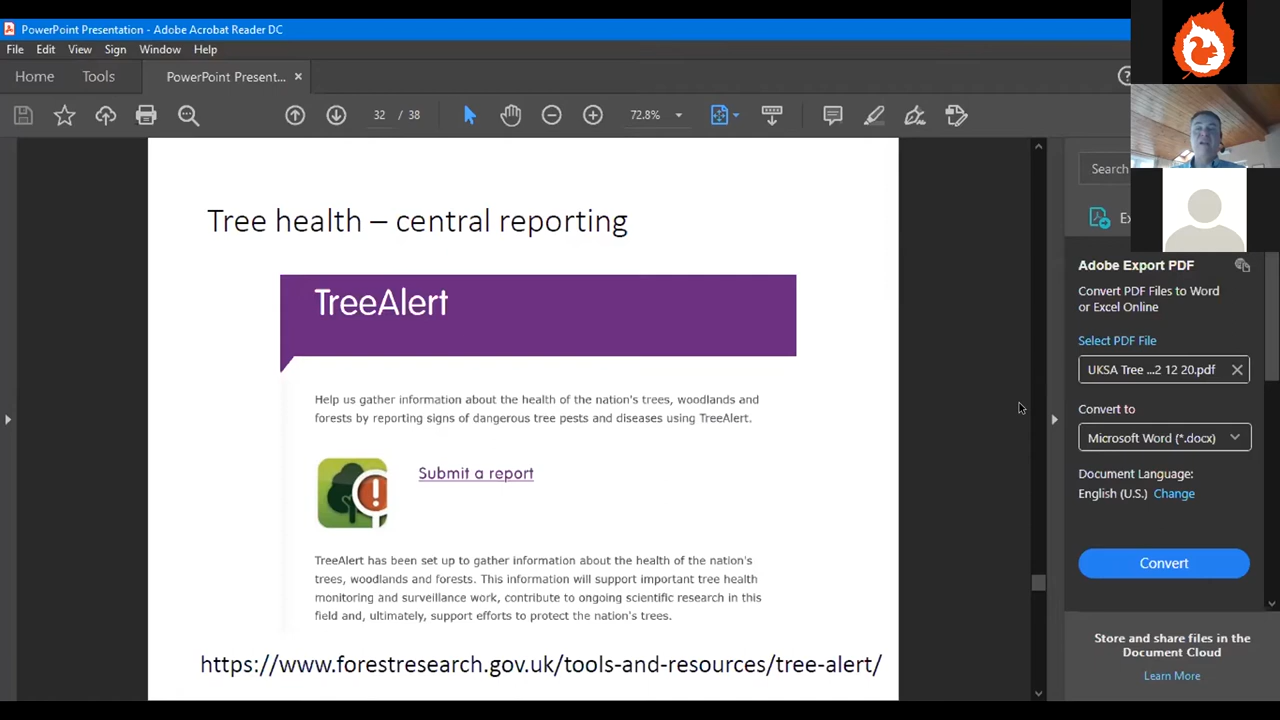 PowerPoint Presentation - Adobe Acrobat Reader DC
File Edit View Sign Window Help
Home Tools PowerPoint Present... ×
32 / 38 72.8%
Tree health – central reporting
TreeAlert
Help us gather information about the health of the nation's trees, woodlands and
forests by reporting signs of dangerous tree pests and diseases using TreeAlert.
Submit a report
TreeAlert has been set up to gather information about the health of the nation's
trees, woodlands and forests. This information will support important tree health
monitoring and surveillance work, contribute to ongoing scientific research in this
field and, ultimately, support efforts to protect the nation's trees.
https://www.forestresearch.gov.uk/tools-and-resources/tree-alert/
Search
Adobe Export PDF
Convert PDF Files to Word
or Excel Online
Select PDF File
UKSA Tree ...2 12 20.pdf
Convert to
Microsoft Word (*.docx)
Document Language:
English (U.S.) Change
Convert
Store and share files in the
Document Cloud
Learn More